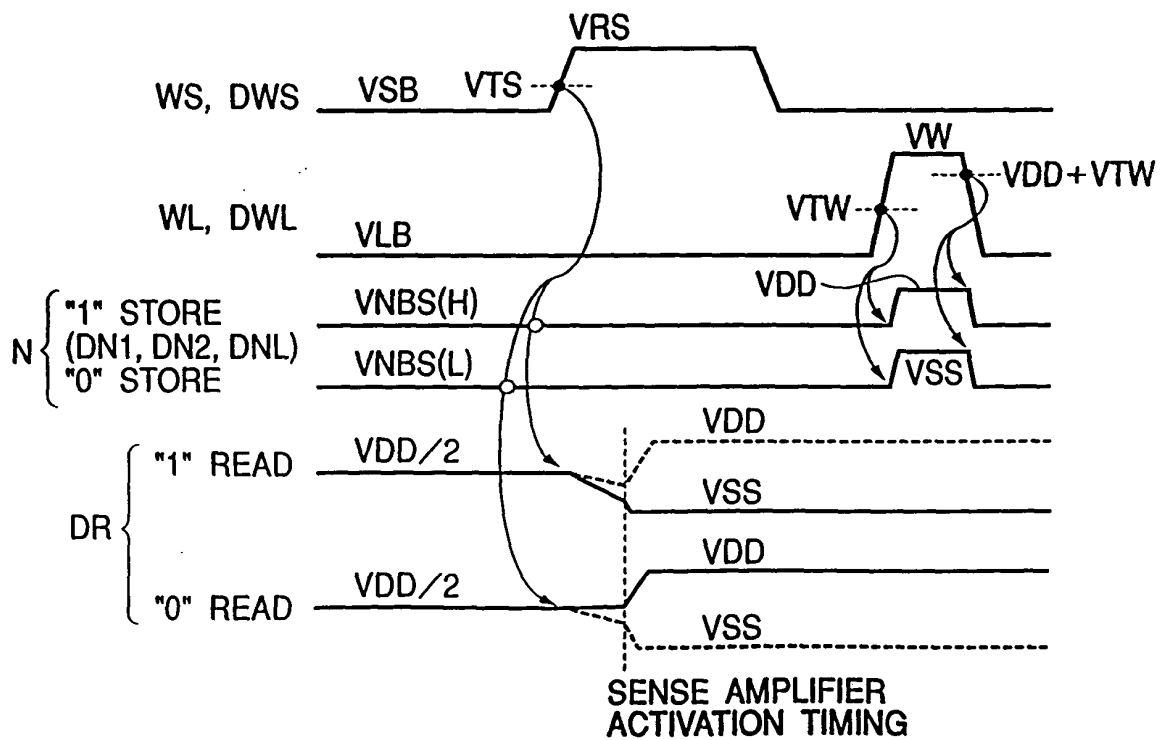 VRS
WS, DWS
VSB
VTS
VW
VDD+VTW
VTW
WL, DWL
VLB
VDD
N
"1" STORE
VNBS(H)
(DN1, DN2, DNL)
"0" STORE
VNBS(L)
VSS
VDD
"1" READ
VDD/2
VSS
DR
VDD
"0" READ
VDD/2
VSS
SENSE AMPLIFIER
ACTIVATION TIMING